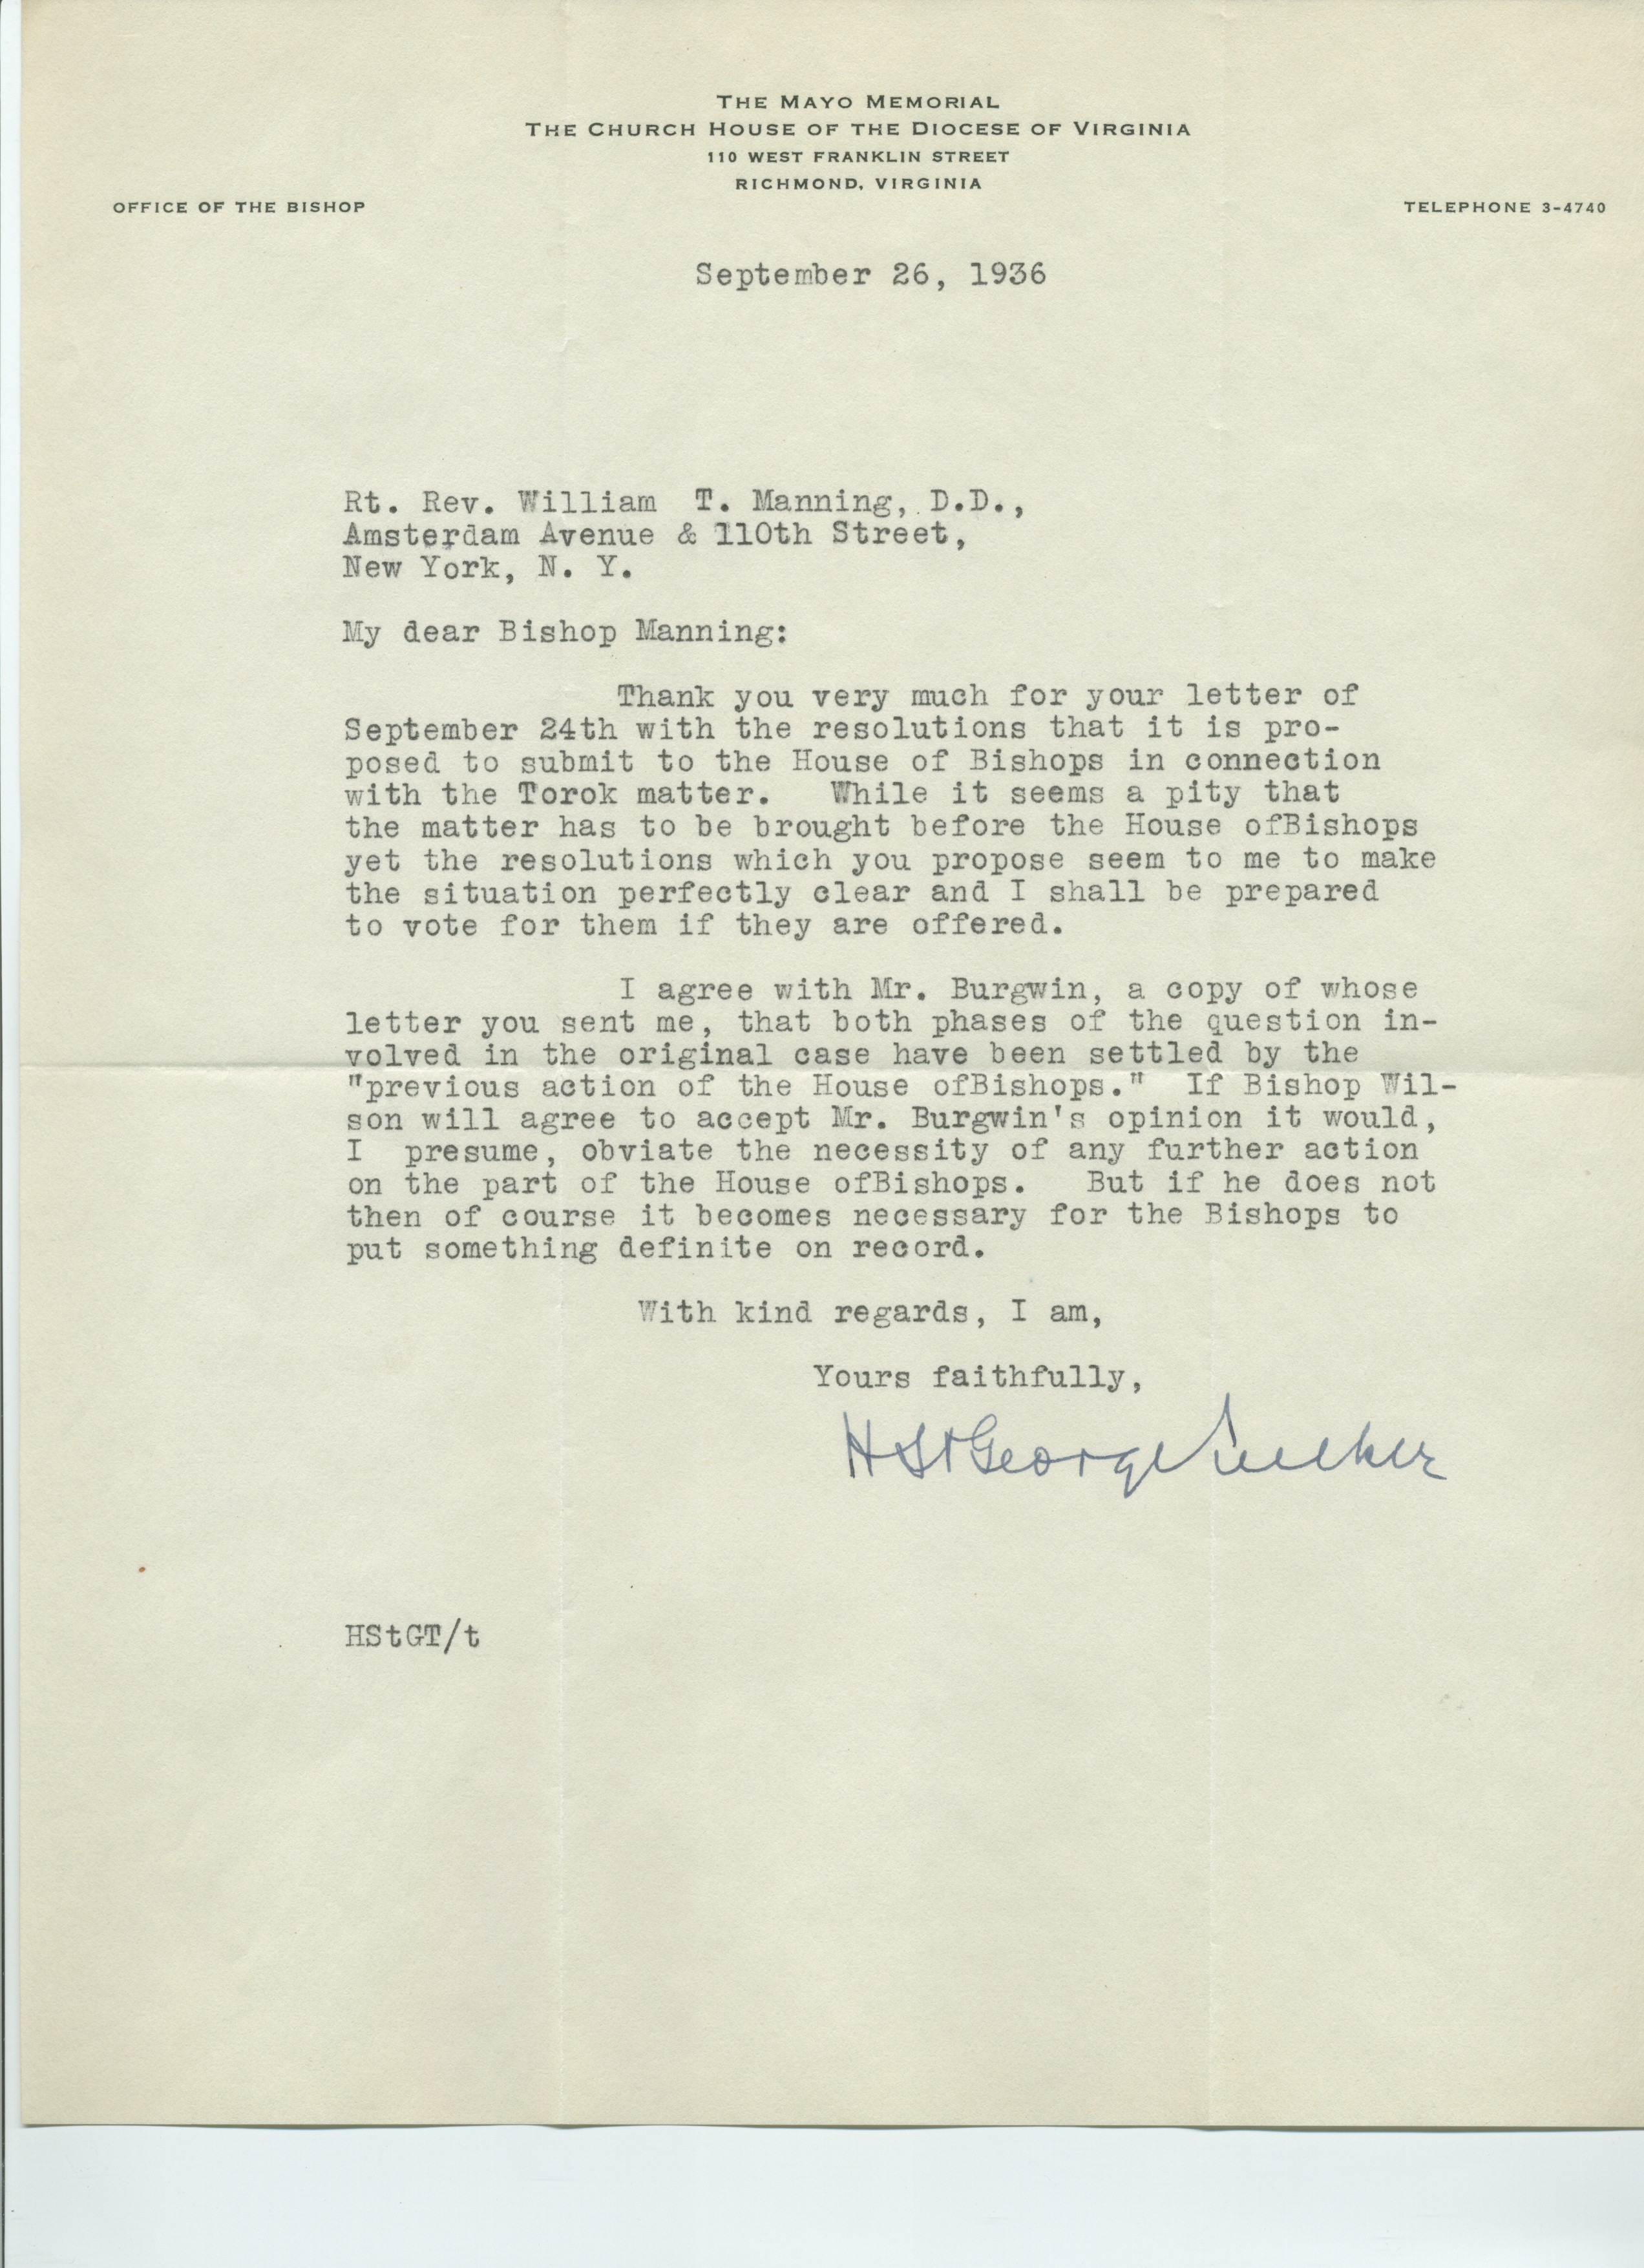 THE MAYO MEMORIAL
THE CHURCH HOUSE OF THE DIOCESE OF VIRGINIA
110 WEST FRANKLIN STREET
RICHMOND, VIRGINIA
OFFICE OF THE BISHOP
TELEPHONE 3-4740
September 26, 1936
Rt. Rev. William  T. Manning, D.D.,
Amsterdam Avenue & 110th Street,
New York, N. Y.
My dear Bishop Manning:
Thank you very much for your letter of
September 24th with the resolutions that it is pro-
posed to submit to the House of Bishops in connection
with the Torok matter.   While it seems a pity that
the matter has to be brought before the House ofBishops
yet the resolutions which you propose seem to me to make
the situation perfectly clear and I shall be prepared
to vote for them if they are offered.
I agree with Mr. Burgwin, a copy of whose
letter you sent me, that both phases of the question in-
volved in the original case have been settled by the
"previous action of the House ofBishops."  If Bishop Wil-
son will agree to accept Mr. Burgwin's opinion it would,
I  presume, obviate the necessity of any further action
on the part of the House ofBishops.   But if he does not
then of course it becomes necessary for the Bishops to
put something definite on record.
With kind regards, I am,
Yours faithfully,
H St George Tucker
HStGT/t